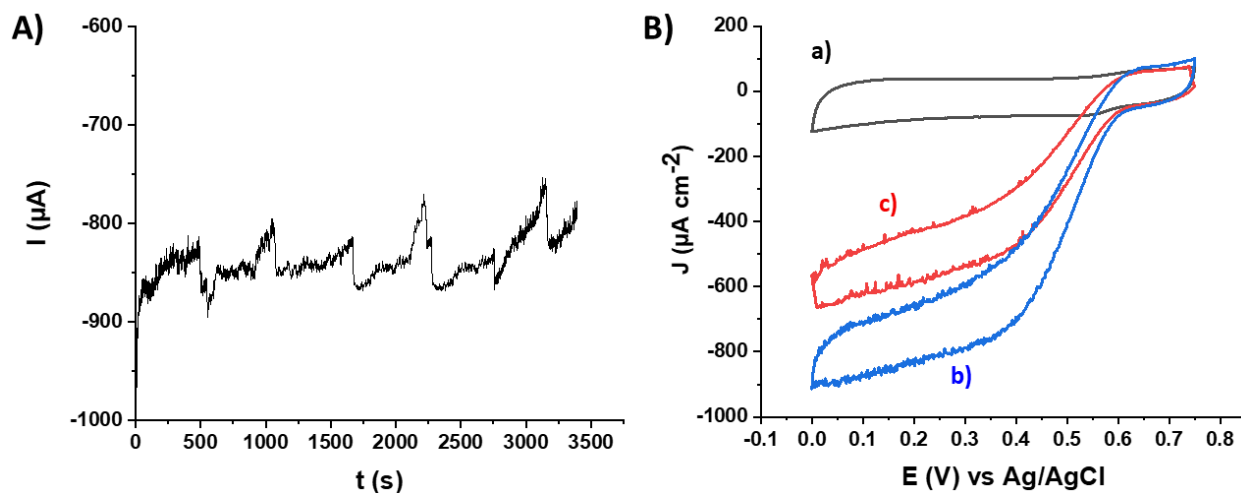 A)
-600
-700
-800
-900
-1000
I (µA)
0 500 1000 1500 2000 2500 3000 3500
t (s)
B)
200
0
-200
-400
-600
-800
-1000
J (µA cm⁻²)
a)
c)
b)
-0.1 0.0 0.1 0.2 0.3 0.4 0.5 0.6 0.7 0.8
E (V) vs Ag/AgCl